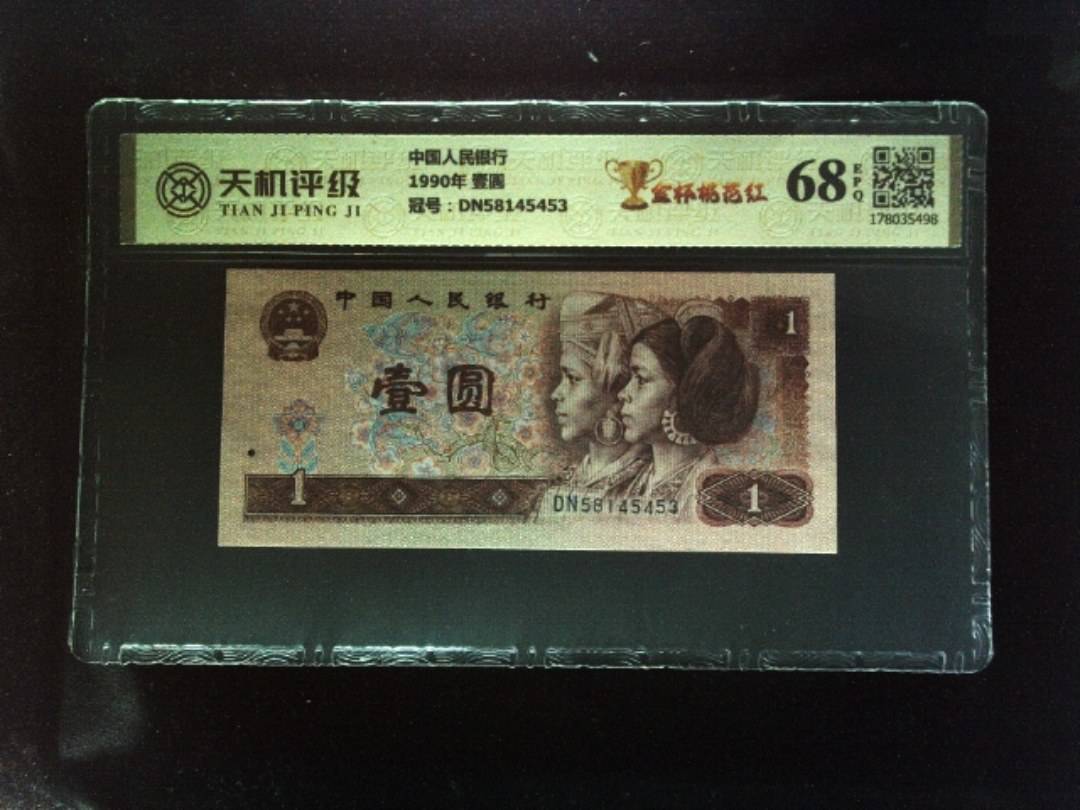 天机评级
TIAN JI PING JI
中国人民银行
1990年 壹圆
冠号：DN58145453
金杯桃花红
68
EPQ
178035498
中国人民银行
壹圆
1
1
DN58145453
1